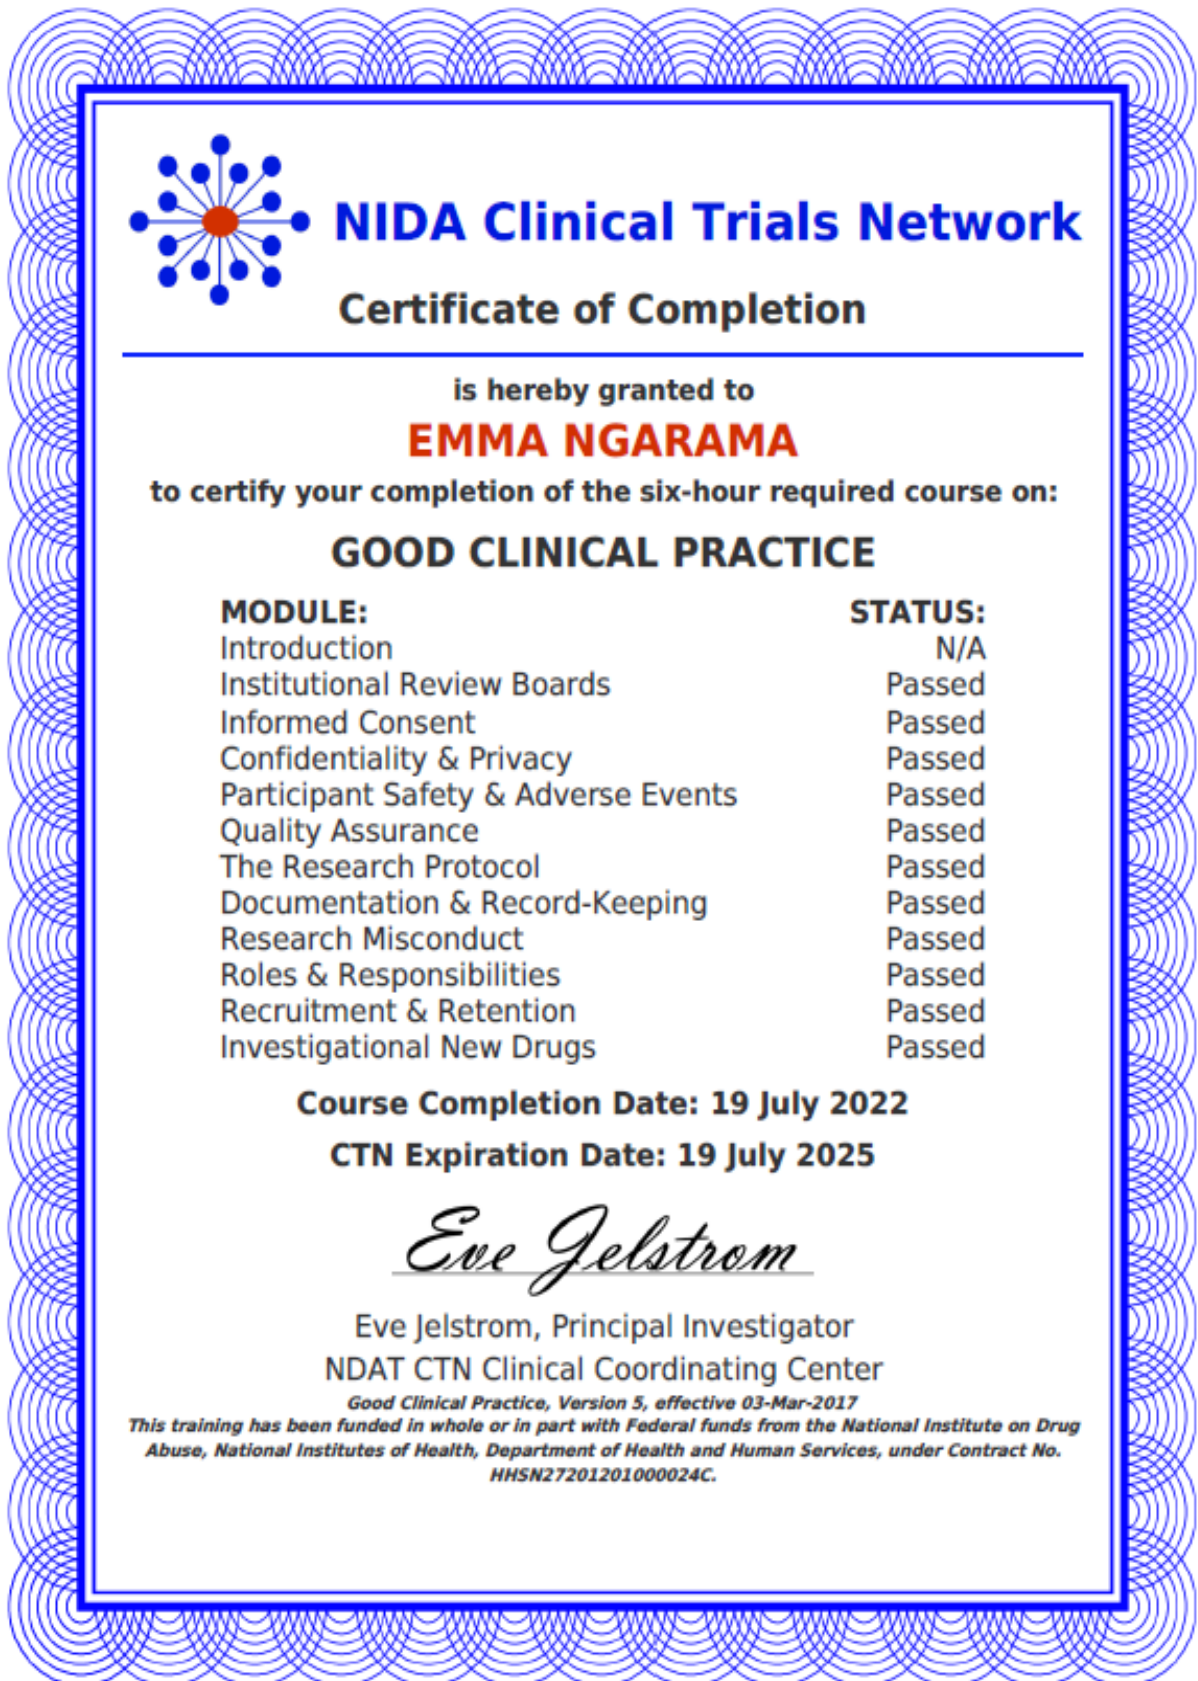 NIDA Clinical Trials Network
Certificate of Completion
is hereby granted to
EMMA NGARAMA
to certify your completion of the six-hour required course on:
GOOD CLINICAL PRACTICE
MODULE: STATUS:
Introduction N/A
Institutional Review Boards Passed
Informed Consent Passed
Confidentiality & Privacy Passed
Participant Safety & Adverse Events Passed
Quality Assurance Passed
The Research Protocol Passed
Documentation & Record-Keeping Passed
Research Misconduct Passed
Roles & Responsibilities Passed
Recruitment & Retention Passed
Investigational New Drugs Passed
Course Completion Date: 19 July 2022
CTN Expiration Date: 19 July 2025
Eve Jelstrom
Eve Jelstrom, Principal Investigator
NDAT CTN Clinical Coordinating Center
Good Clinical Practice, Version 5, effective 03-Mar-2017
This training has been funded in whole or in part with Federal funds from the National Institute on Drug
Abuse, National Institutes of Health, Department of Health and Human Services, under Contract No.
HHSN27201201000024C.